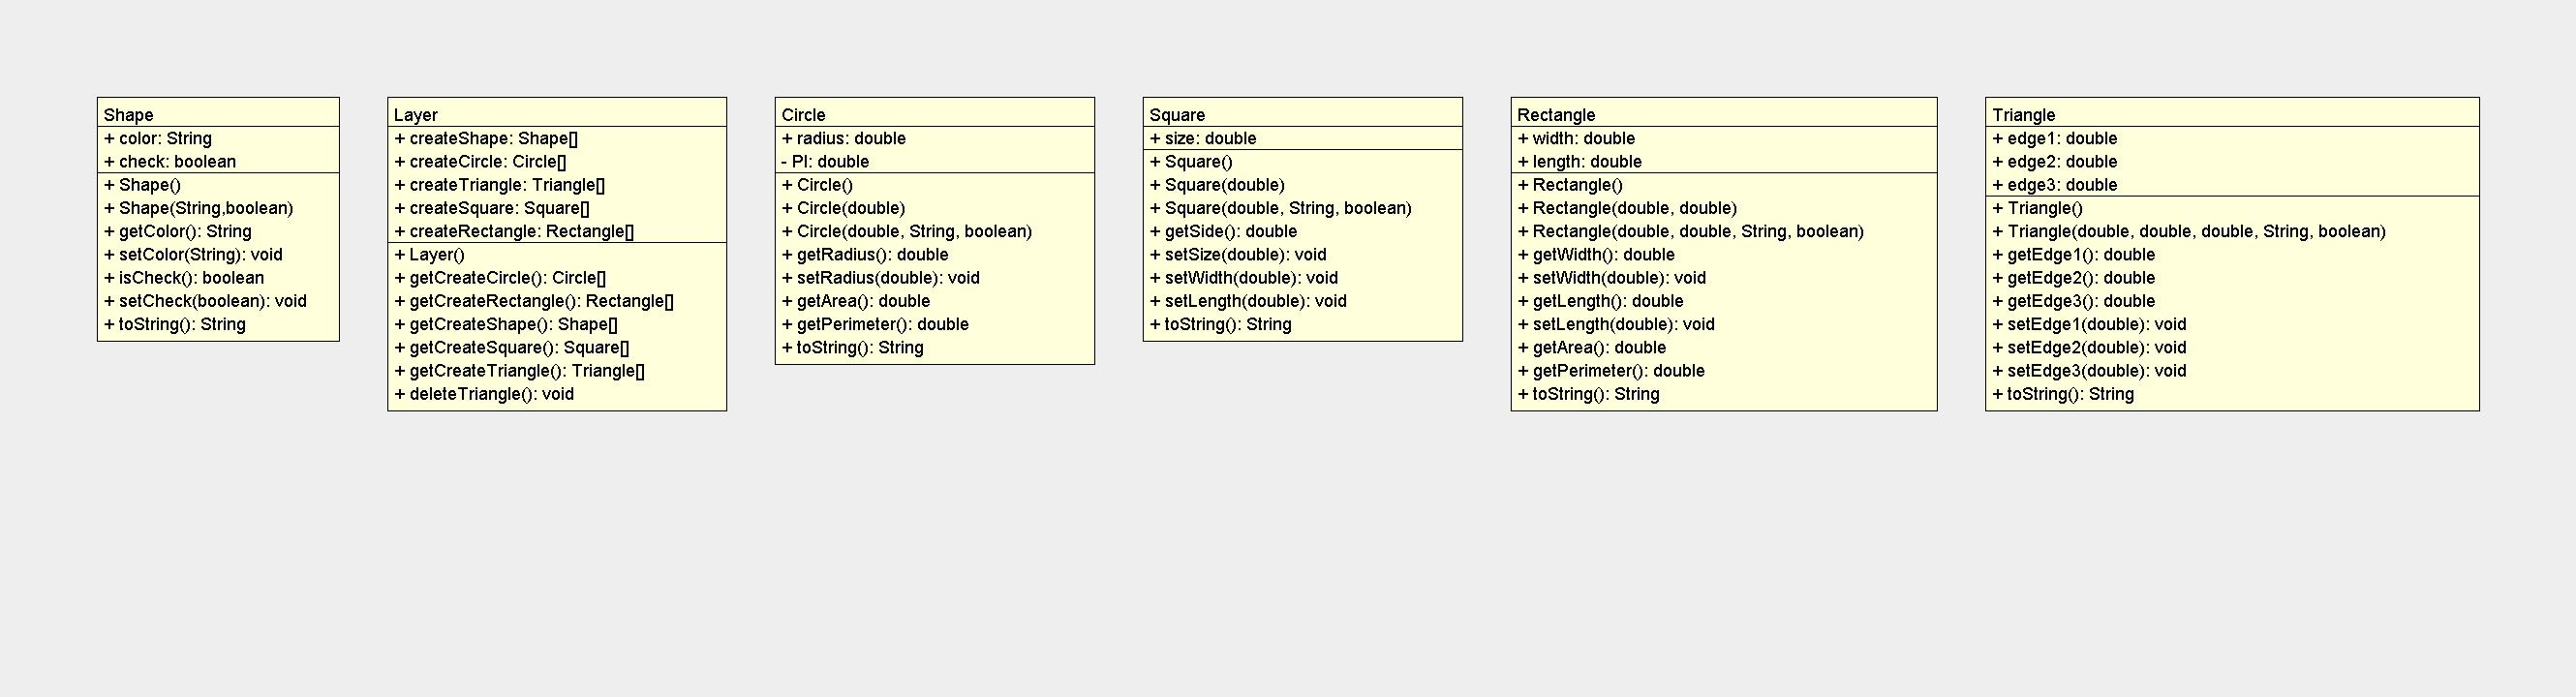 Shape
+ color: String
+ check: boolean
+ Shape()
+ Shape(String,boolean)
+ getColor(): String
+ setColor(String): void
+ isCheck(): boolean
+ setCheck(boolean): void
+ toString(): String
Layer
+ createShape: Shape[]
+ createCircle: Circle[]
+ createTriangle: Triangle[]
+ createSquare: Square[]
+ createRectangle: Rectangle[]
+ Layer()
+ getCreateCircle(): Circle[]
+ getCreateRectangle(): Rectangle[]
+ getCreateShape(): Shape[]
+ getCreateSquare(): Square[]
+ getCreateTriangle(): Triangle[]
+ deleteTriangle(): void
Circle
+ radius: double
- PI: double
+ Circle()
+ Circle(double)
+ Circle(double, String, boolean)
+ getRadius(): double
+ setRadius(double): void
+ getArea(): double
+ getPerimeter(): double
+ toString(): String
Square
+ size: double
+ Square()
+ Square(double)
+ Square(double, String, boolean)
+ getSide(): double
+ setSize(double): void
+ setWidth(double): void
+ setLength(double): void
+ toString(): String
Rectangle
+ width: double
+ length: double
+ Rectangle()
+ Rectangle(double, double)
+ Rectangle(double, double, String, boolean)
+ getWidth(): double
+ setWidth(double): void
+ getLength(): double
+ setLength(double): void
+ getArea(): double
+ getPerimeter(): double
+ toString(): String
Triangle
+ edge1: double
+ edge2: double
+ edge3: double
+ Triangle()
+ Triangle(double, double, double, String, boolean)
+ getEdge1(): double
+ getEdge2(): double
+ getEdge3(): double
+ setEdge1(double): void
+ setEdge2(double): void
+ setEdge3(double): void
+ toString(): String